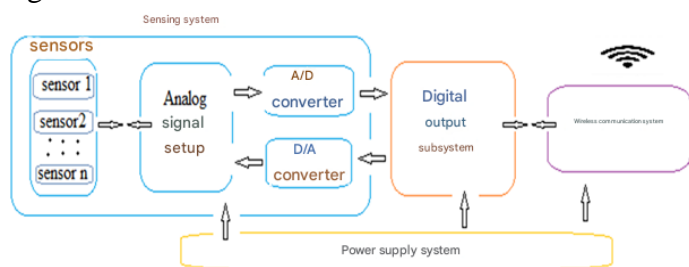 Sensing system
sensors
sensor 1
sensor2
sensor n
Analog
signal
setup
A/D
converter
D/A
converter
Digital
output
subsystem
Wireless communication system
Power supply system